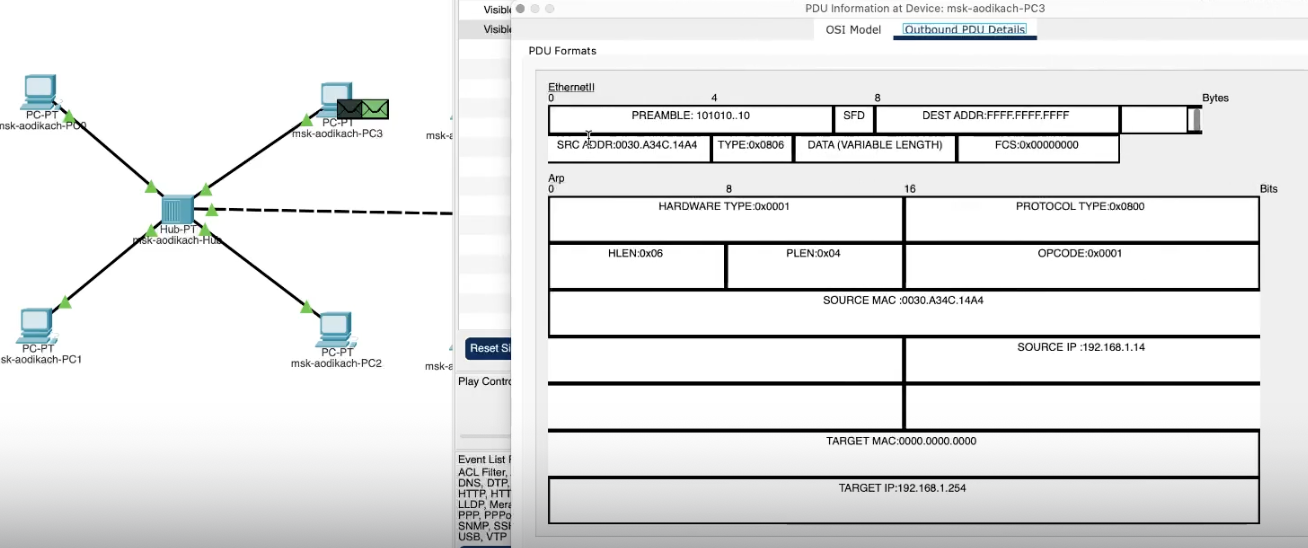 Visible
Visible
PC-PT
PC-PT
msk-aodikach-PC3
Hub-PT
msk-aodikach-Hub
PC-PT
sk-aodikach-PC1
PC-PT
msk-aodikach-PC2
msk-a
msk-a
Reset Si
Play Contro
Event List F
ACL Filter,
DNS, DTP,
HTTP, HTT
LLDP, Mera
PPP, PPPo
SNMP, SSH
USB, VTP
PDU Information at Device: msk-aodikach-PC3
OSI Model
Outbound PDU Details
PDU Formats
EthernetII
0 4 8 Bytes
PREAMBLE: 101010..10 SFD DEST ADDR:FFFF.FFFF.FFFF
SRC ADDR:0030.A34C.14A4 TYPE:0x0806 DATA (VARIABLE LENGTH) FCS:0x00000000
Arp
0 8 16 Bits
HARDWARE TYPE:0x0001 PROTOCOL TYPE:0x0800
HLEN:0x06 PLEN:0x04 OPCODE:0x0001
SOURCE MAC :0030.A34C.14A4
SOURCE IP :192.168.1.14
TARGET MAC:0000.0000.0000
TARGET IP:192.168.1.254